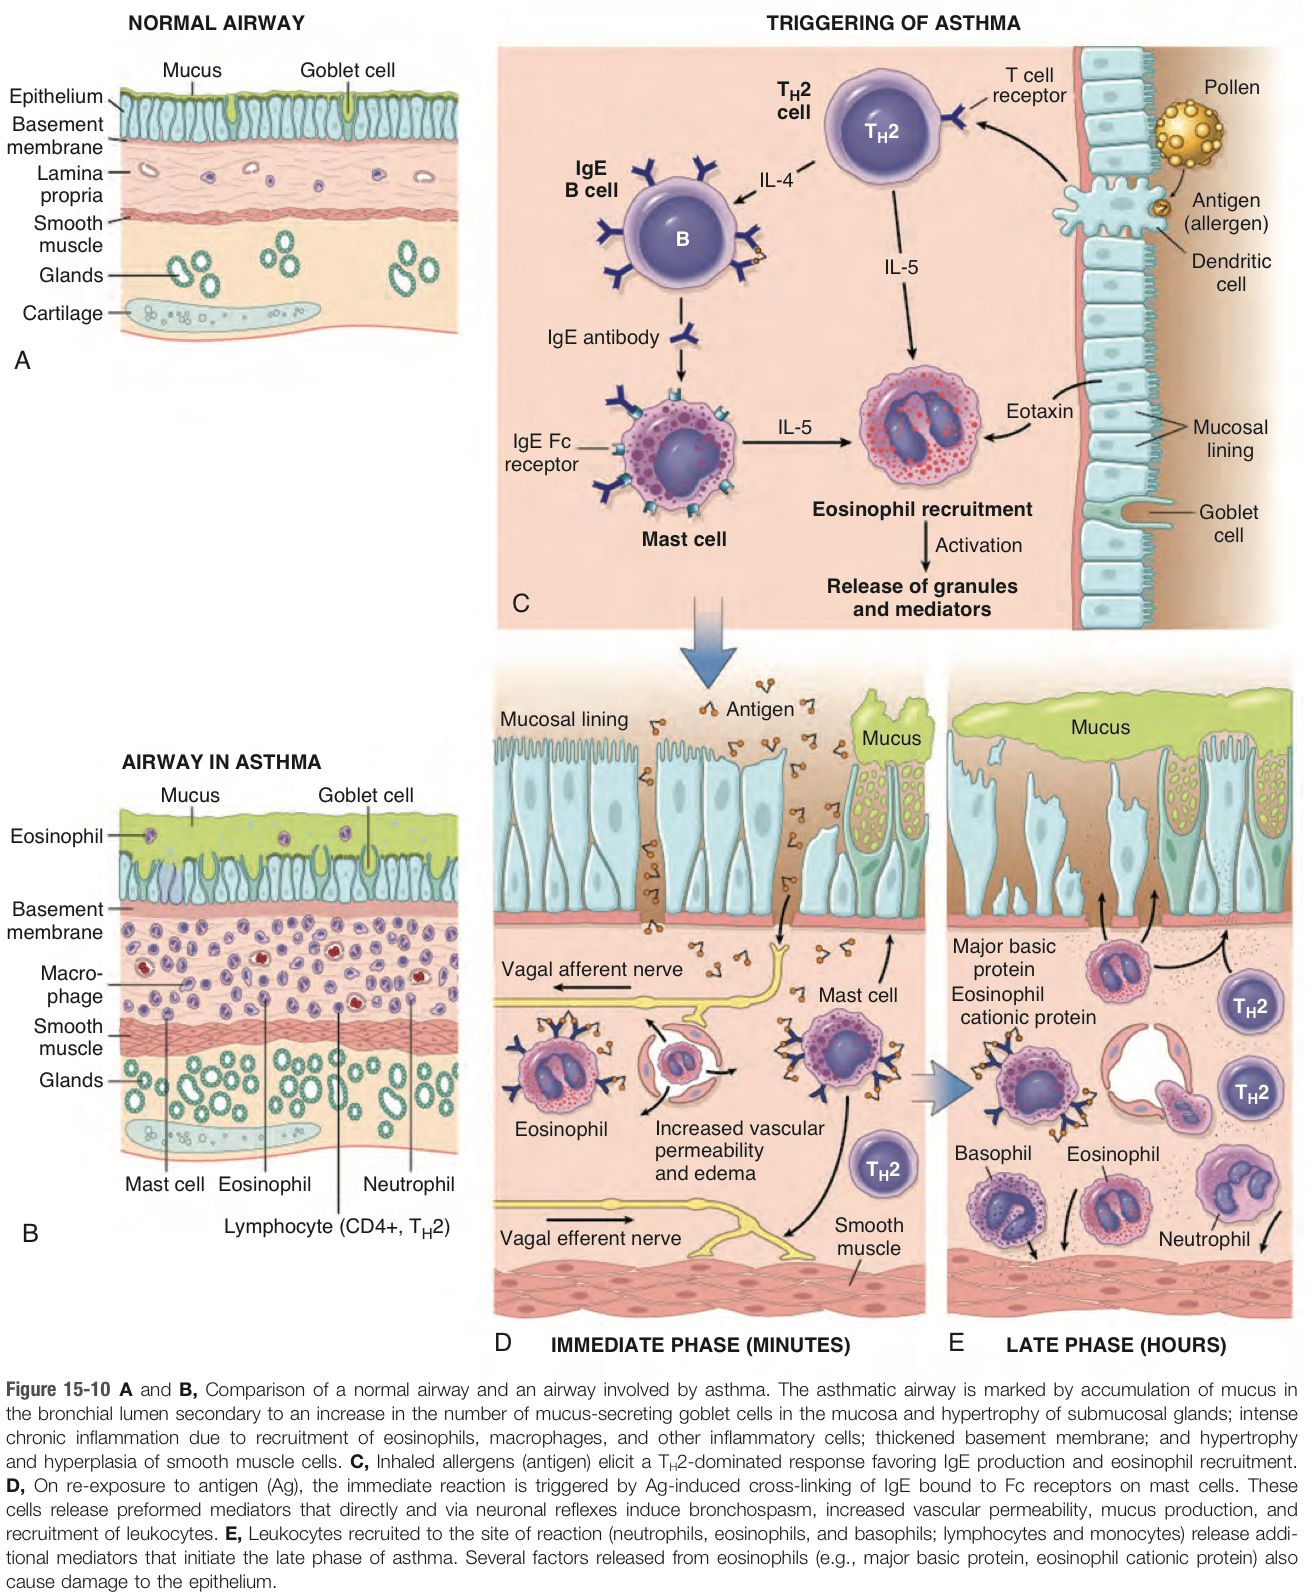 NORMAL AIRWAY
Mucus
Goblet cell
Epithelium
Basement
membrane
Lamina
propria
Smooth
muscle
Glands
Cartilage
A
TRIGGERING OF ASTHMA
TH2
cell
TH2
T cell
receptor
Pollen
IgE
B cell
IL-4
B
Antigen
(allergen)
Dendritic
cell
IL-5
IgE antibody
IgE Fc
receptor
IL-5
Eotaxin
Mucosal
lining
Mast cell
Eosinophil recruitment
Activation
Release of granules
and mediators
Goblet
cell
C
AIRWAY IN ASTHMA
Mucus
Goblet cell
Eosinophil
Basement
membrane
Macro-
phage
Smooth
muscle
Glands
Mast cell
Eosinophil
Neutrophil
Lymphocyte (CD4+, TH2)
B
Mucosal lining
Antigen
Mucus
Vagal afferent nerve
Mast cell
Eosinophil
Increased vascular
permeability
and edema
TH2
Vagal efferent nerve
Smooth
muscle
D
IMMEDIATE PHASE (MINUTES)
Mucus
Major basic
protein
Eosinophil
cationic protein
TH2
TH2
Basophil
Eosinophil
Neutrophil
E
LATE PHASE (HOURS)
Figure 15-10 A and B, Comparison of a normal airway and an airway involved by asthma. The asthmatic airway is marked by accumulation of mucus in
the bronchial lumen secondary to an increase in the number of mucus-secreting goblet cells in the mucosa and hypertrophy of submucosal glands; intense
chronic inflammation due to recruitment of eosinophils, macrophages, and other inflammatory cells; thickened basement membrane; and hypertrophy
and hyperplasia of smooth muscle cells. C, Inhaled allergens (antigen) elicit a TH2-dominated response favoring IgE production and eosinophil recruitment.
D, On re-exposure to antigen (Ag), the immediate reaction is triggered by Ag-induced cross-linking of IgE bound to Fc receptors on mast cells. These
cells release preformed mediators that directly and via neuronal reflexes induce bronchospasm, increased vascular permeability, mucus production, and
recruitment of leukocytes. E, Leukocytes recruited to the site of reaction (neutrophils, eosinophils, and basophils; lymphocytes and monocytes) release addi-
tional mediators that initiate the late phase of asthma. Several factors released from eosinophils (e.g., major basic protein, eosinophil cationic protein) also
cause damage to the epithelium.